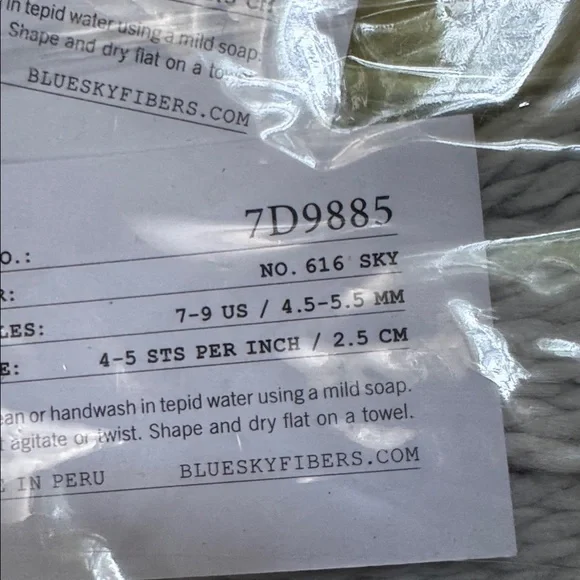 in tepid water using a mild soap.
Shape and dry flat on a
BLUESKYFIBERS.COM
7D9885
O.:
NO. 616 SKY
R:
7-9 US / 4.5-5.5 MM
LES:
4-5 STS PER INCH / 2.5 CM
E:
ean or handwash in tepid water using a mild soap.
t agitate or twist. Shape and dry flat on a towel.
E IN PERU BLUESKYFIBERS.COM